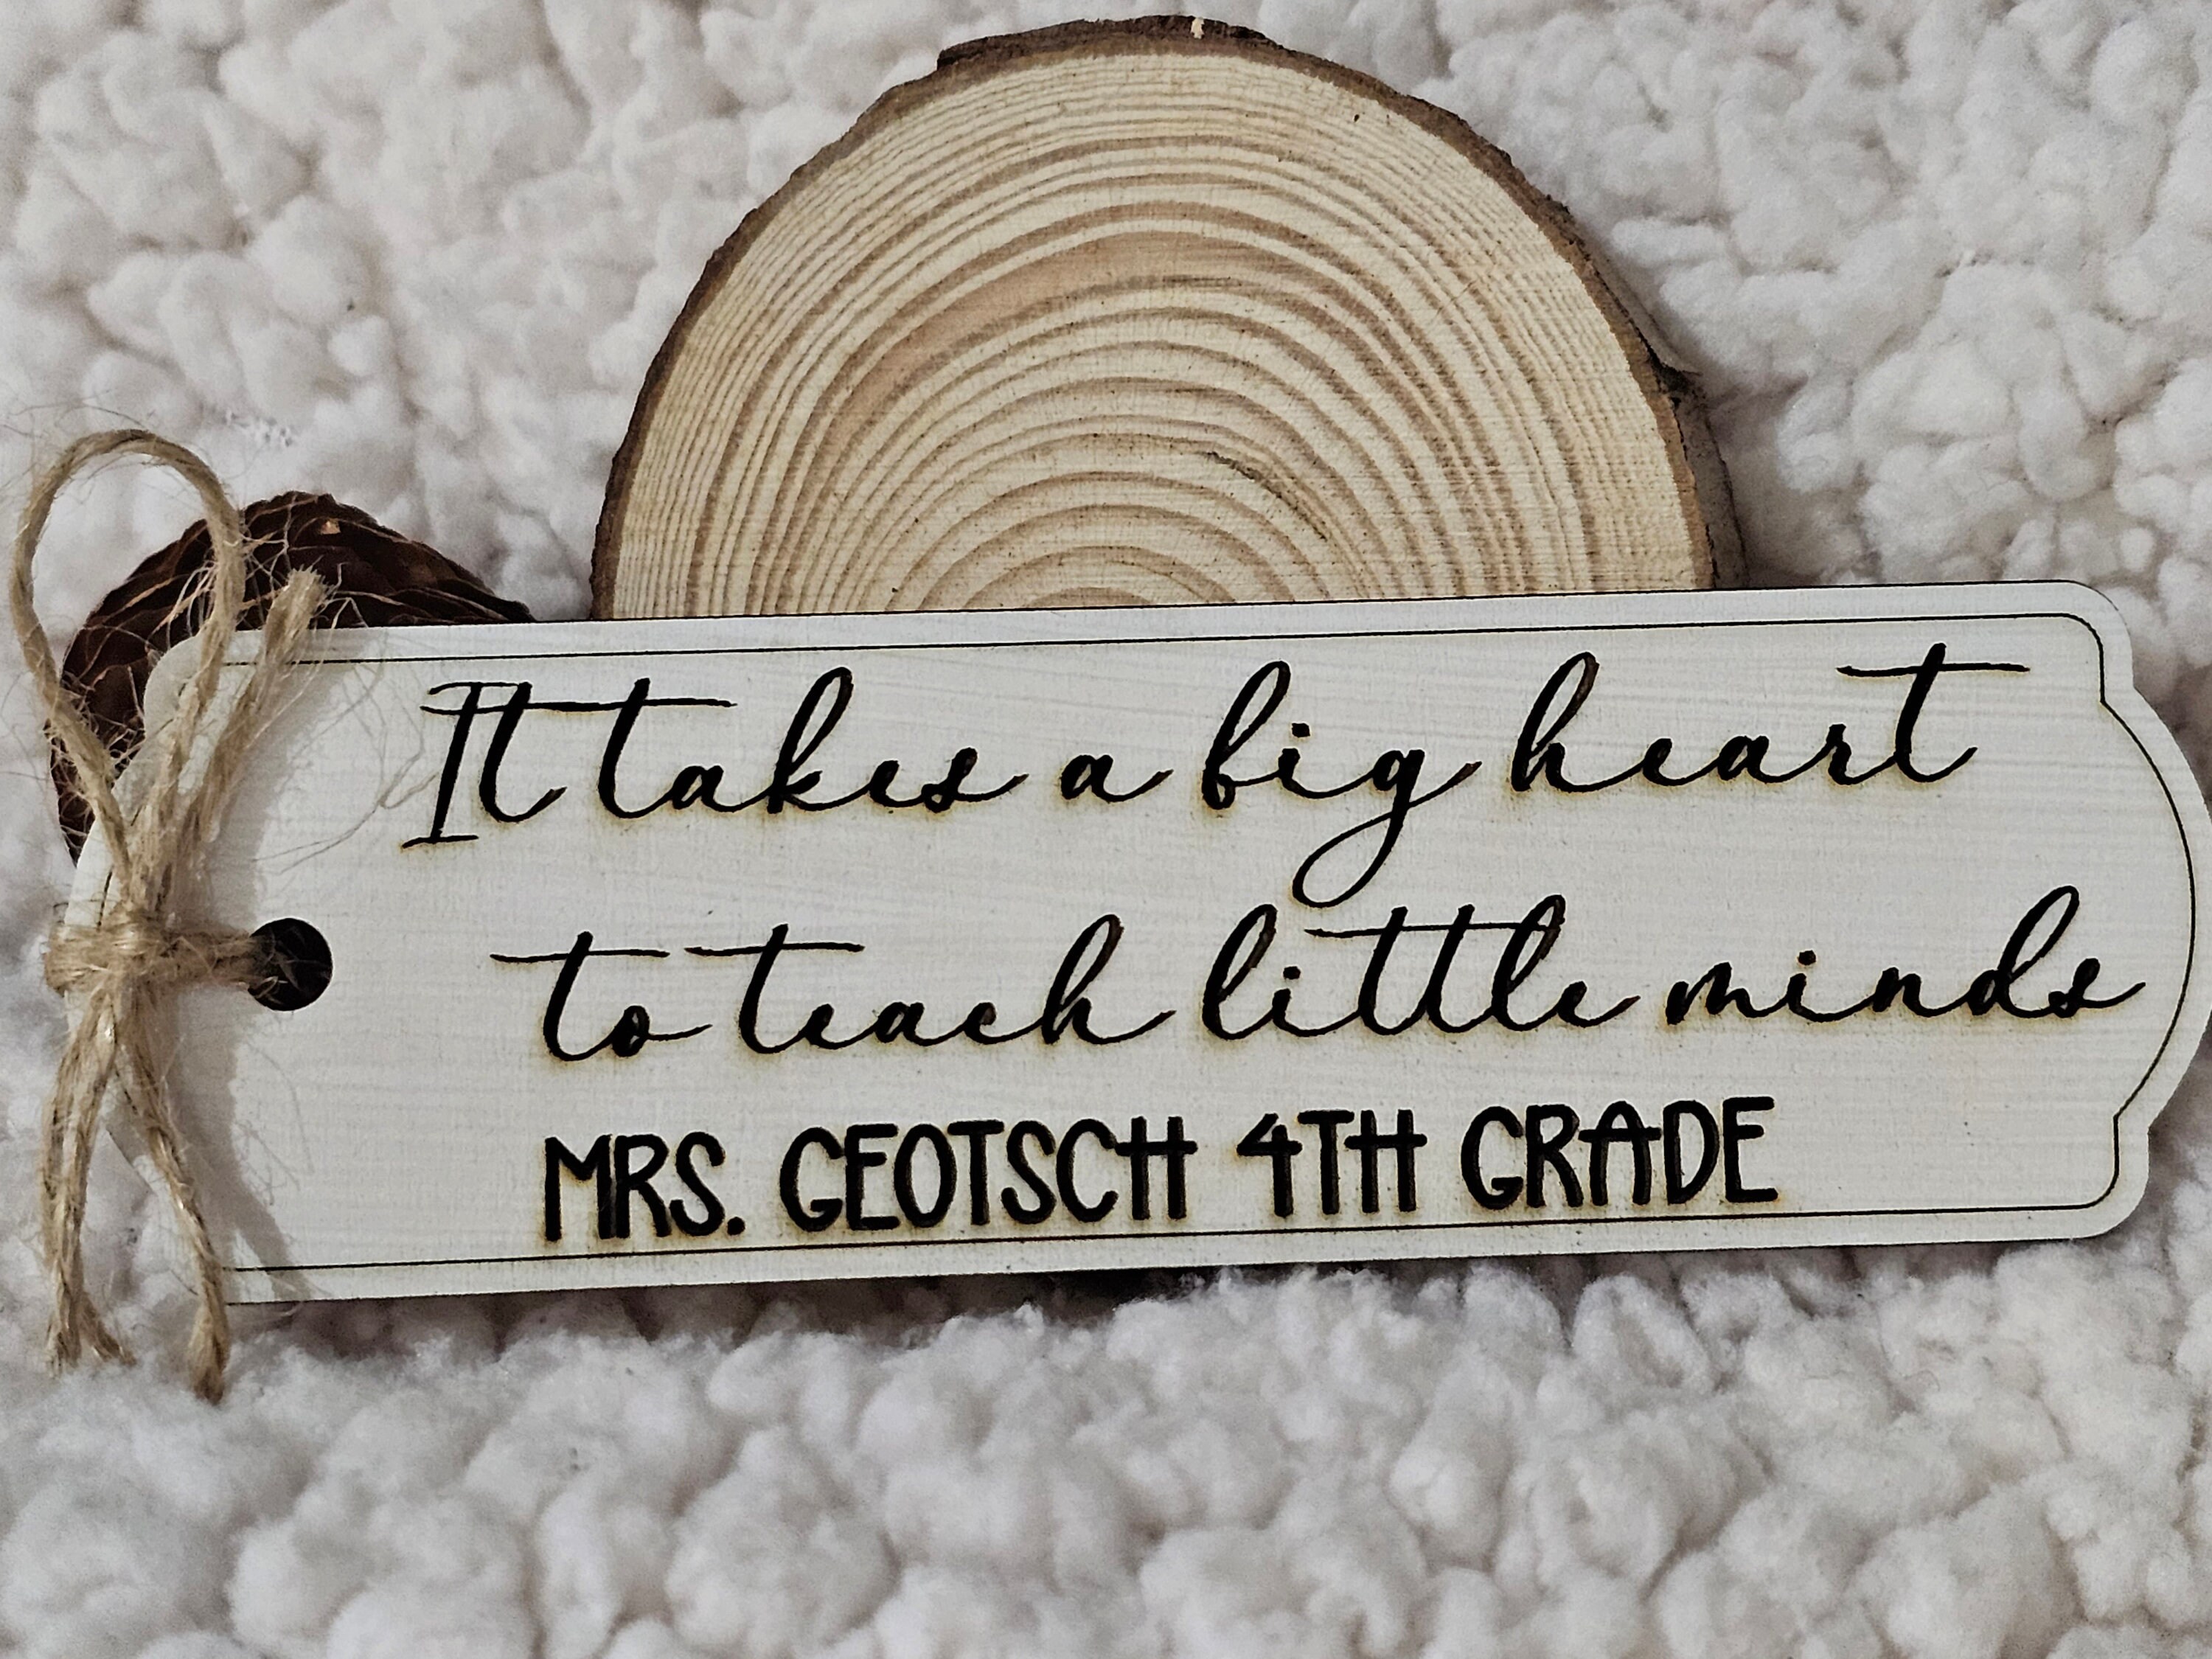 It takes a big heart
to teach little minds
MRS. GEOTSCH 4TH GRADE